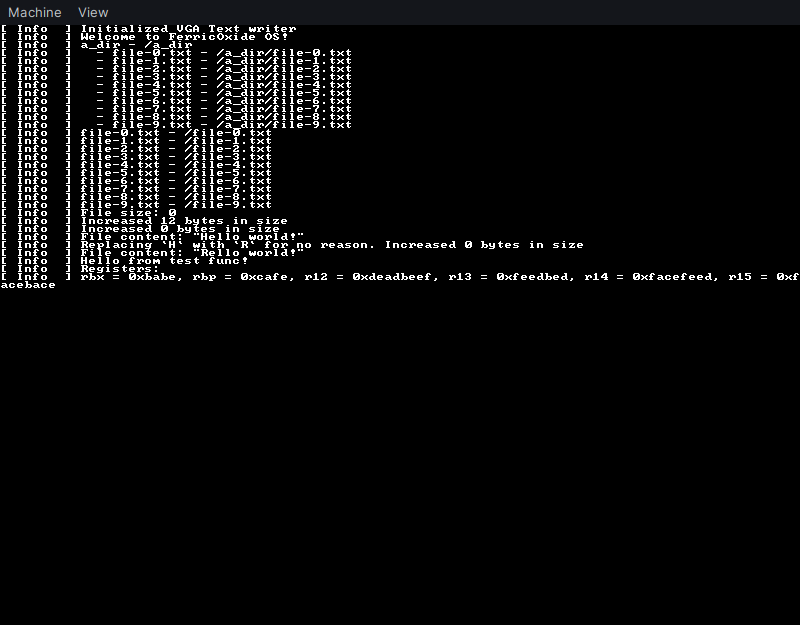 Machine View
[ Info  ] Initialized VGA Text writer
[ Info  ] Welcome to FerricOxide OS!
[ Info  ] a_dir - /a_dir
[ Info  ]   - file-0.txt - /a_dir/file-0.txt
[ Info  ]   - file-1.txt - /a_dir/file-1.txt
[ Info  ]   - file-2.txt - /a_dir/file-2.txt
[ Info  ]   - file-3.txt - /a_dir/file-3.txt
[ Info  ]   - file-4.txt - /a_dir/file-4.txt
[ Info  ]   - file-5.txt - /a_dir/file-5.txt
[ Info  ]   - file-6.txt - /a_dir/file-6.txt
[ Info  ]   - file-7.txt - /a_dir/file-7.txt
[ Info  ]   - file-8.txt - /a_dir/file-8.txt
[ Info  ]   - file-9.txt - /a_dir/file-9.txt
[ Info  ] file-0.txt - /file-0.txt
[ Info  ] file-1.txt - /file-1.txt
[ Info  ] file-2.txt - /file-2.txt
[ Info  ] file-3.txt - /file-3.txt
[ Info  ] file-4.txt - /file-4.txt
[ Info  ] file-5.txt - /file-5.txt
[ Info  ] file-6.txt - /file-6.txt
[ Info  ] file-7.txt - /file-7.txt
[ Info  ] file-8.txt - /file-8.txt
[ Info  ] file-9.txt - /file-9.txt
[ Info  ] File size: 0
[ Info  ] Increased 12 bytes in size
[ Info  ] Increased 0 bytes in size
[ Info  ] File content: "Hello world!"
[ Info  ] Replacing `H` with `R` for no reason. Increased 0 bytes in size
[ Info  ] File content: "Rello world!"
[ Info  ] Hello from test func!
[ Info  ] Registers:
[ Info  ] rbx = 0xbabe, rbp = 0xcafe, r12 = 0xdeadbeef, r13 = 0xfeedbed, r14 = 0xfacefeed, r15 = 0xf
acebace